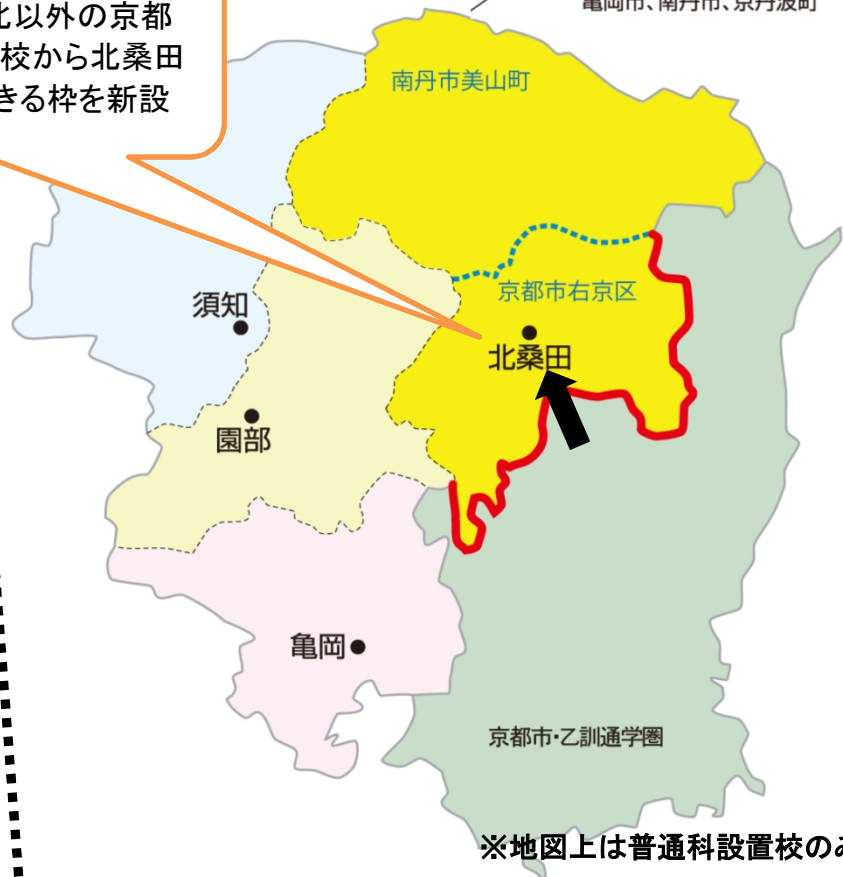 亀岡市、南丹市、京丹波町
北以外の京都
校から北桑田
きる枠を新設
南丹市美山町
京都市右京区
須知
北桑田
園部
亀岡
京都市・乙訓通学圏
※地図上は普通科設置校のみ